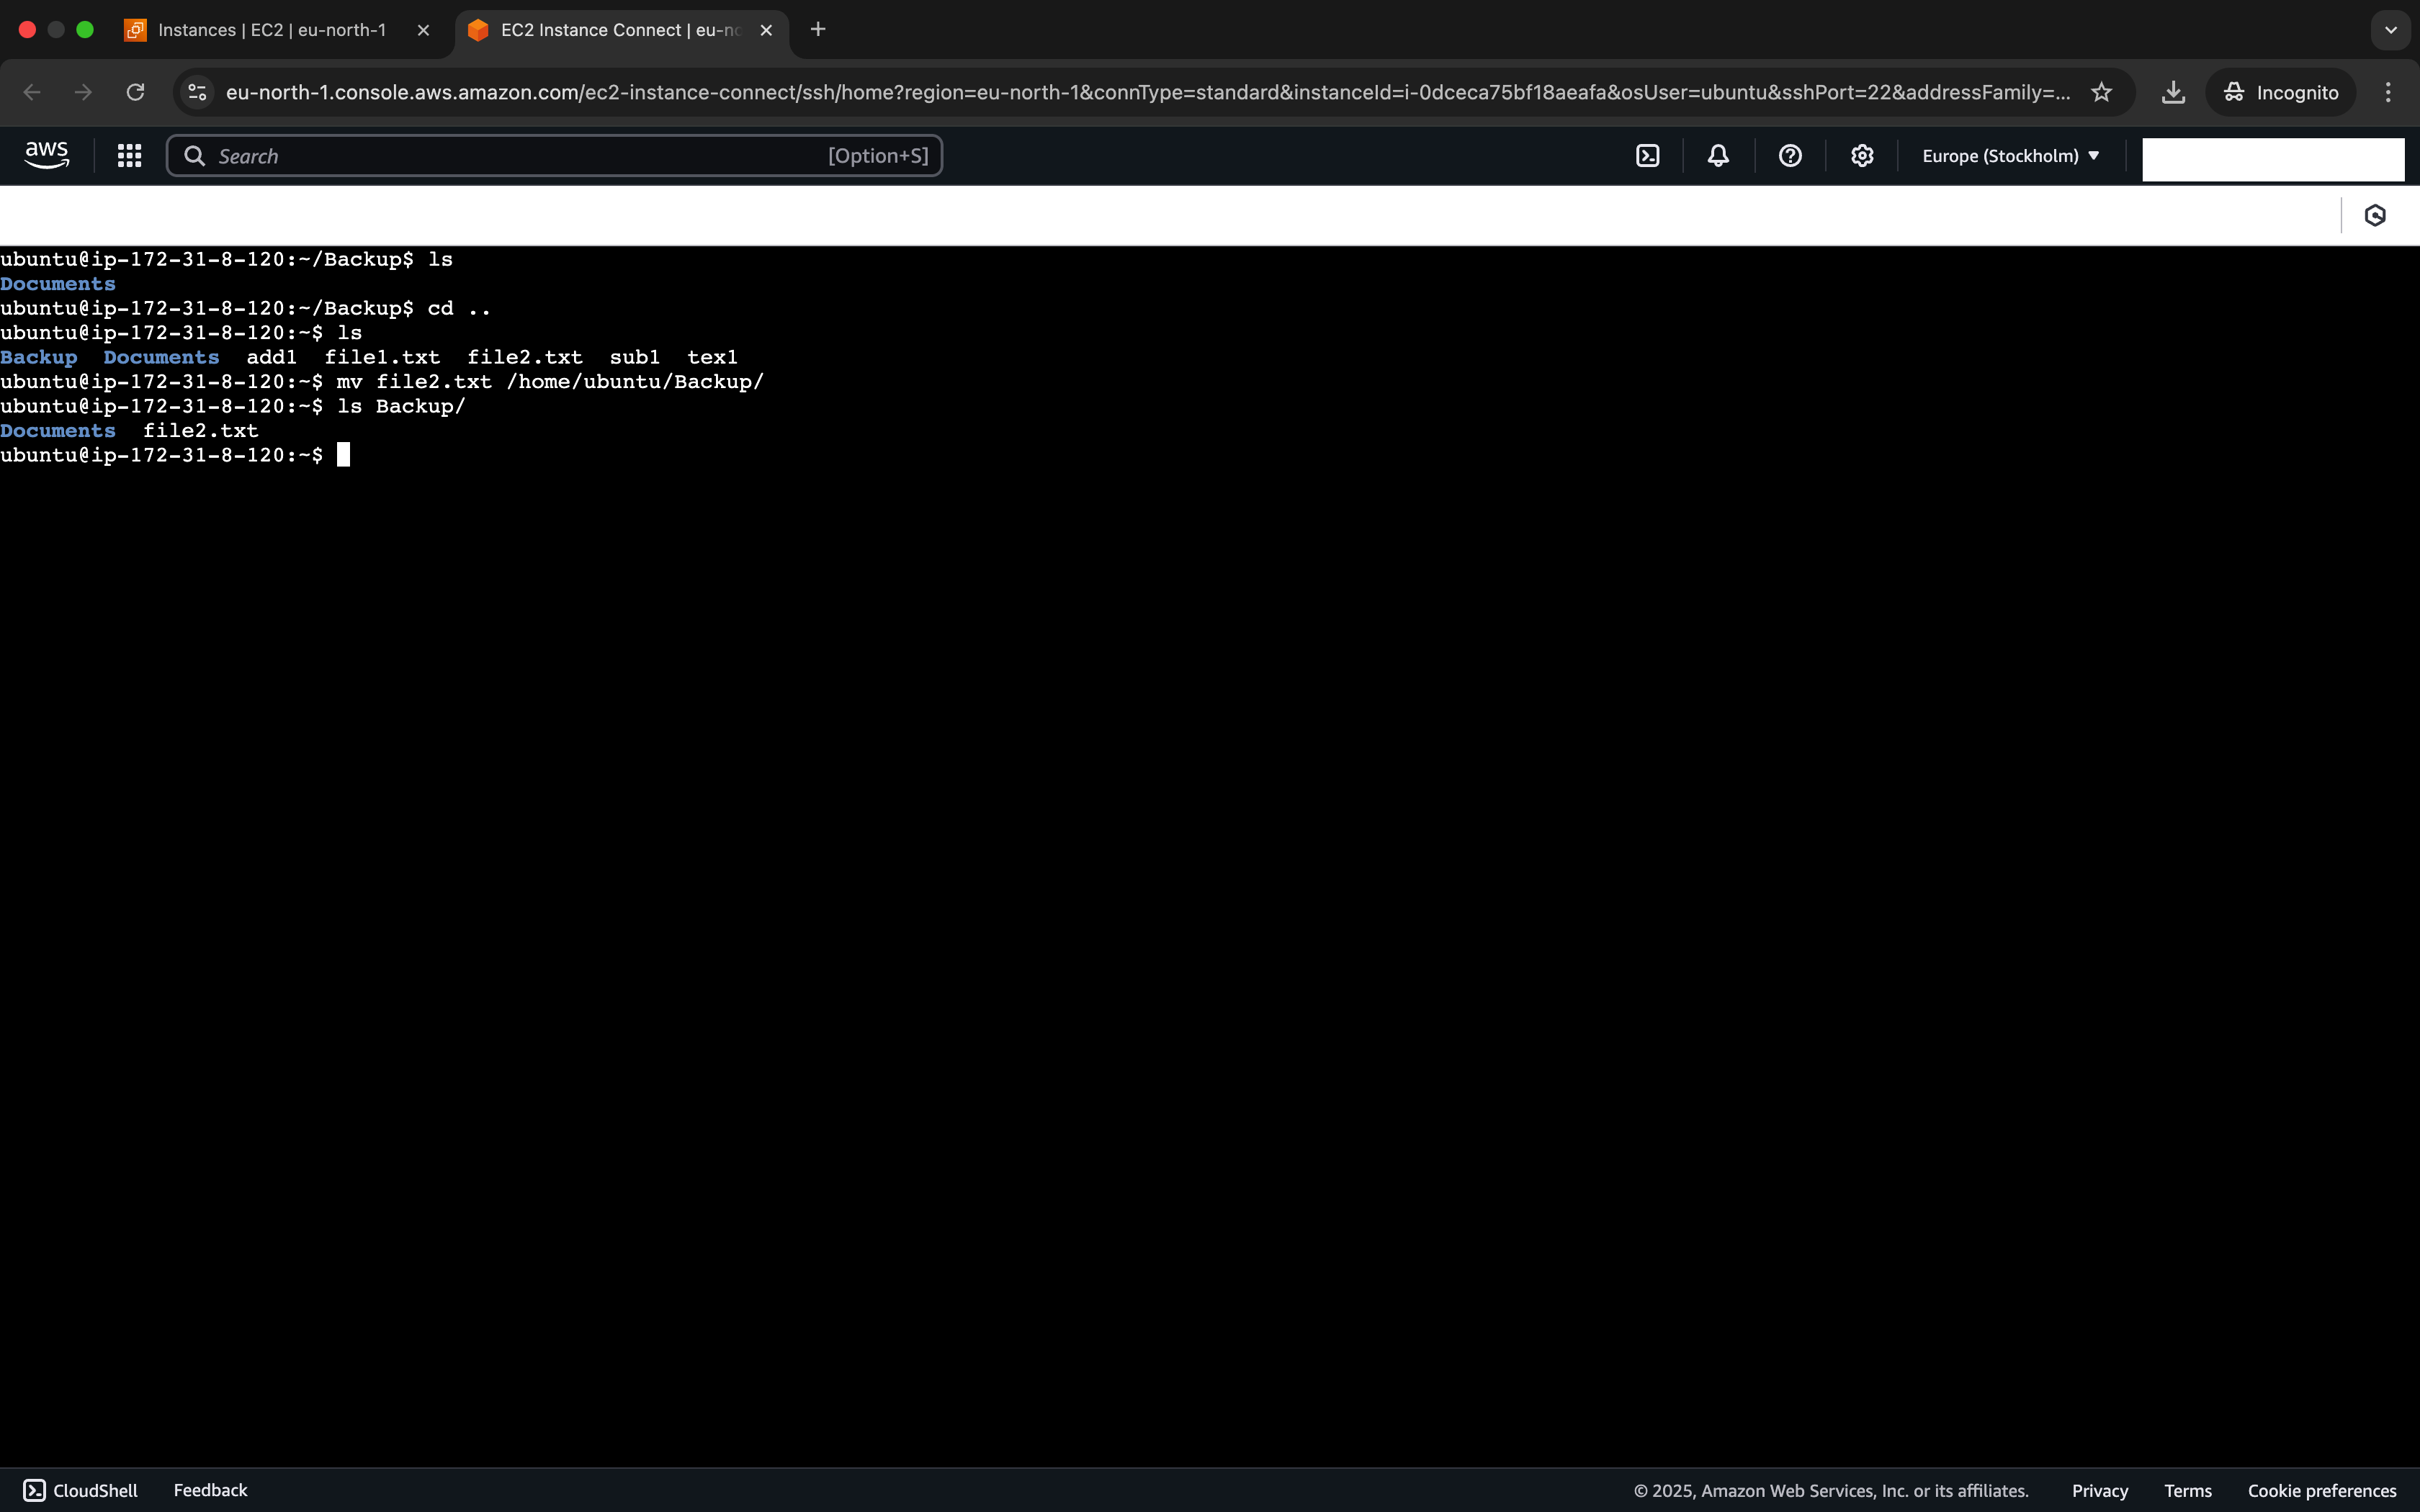 Instances | EC2 | eu-north-1
EC2 Instance Connect | eu-no
eu-north-1.console.aws.amazon.com/ec2-instance-connect/ssh/home?region=eu-north-1&connType=standard&instanceId=i-0dceca75bf18aeafa&osUser=ubuntu&sshPort=22&addressFamily=...
Incognito
aws
Search
[Option+S]
Europe (Stockholm)
ubuntu@ip-172-31-8-120:~/Backup$ ls
Documents
ubuntu@ip-172-31-8-120:~/Backup$ cd ..
ubuntu@ip-172-31-8-120:~$ ls
Backup  Documents  add1  file1.txt  file2.txt  sub1  tex1
ubuntu@ip-172-31-8-120:~$ mv file2.txt /home/ubuntu/Backup/
ubuntu@ip-172-31-8-120:~$ ls Backup/
Documents  file2.txt
ubuntu@ip-172-31-8-120:~$
CloudShell
Feedback
© 2025, Amazon Web Services, Inc. or its affiliates.
Privacy
Terms
Cookie preferences